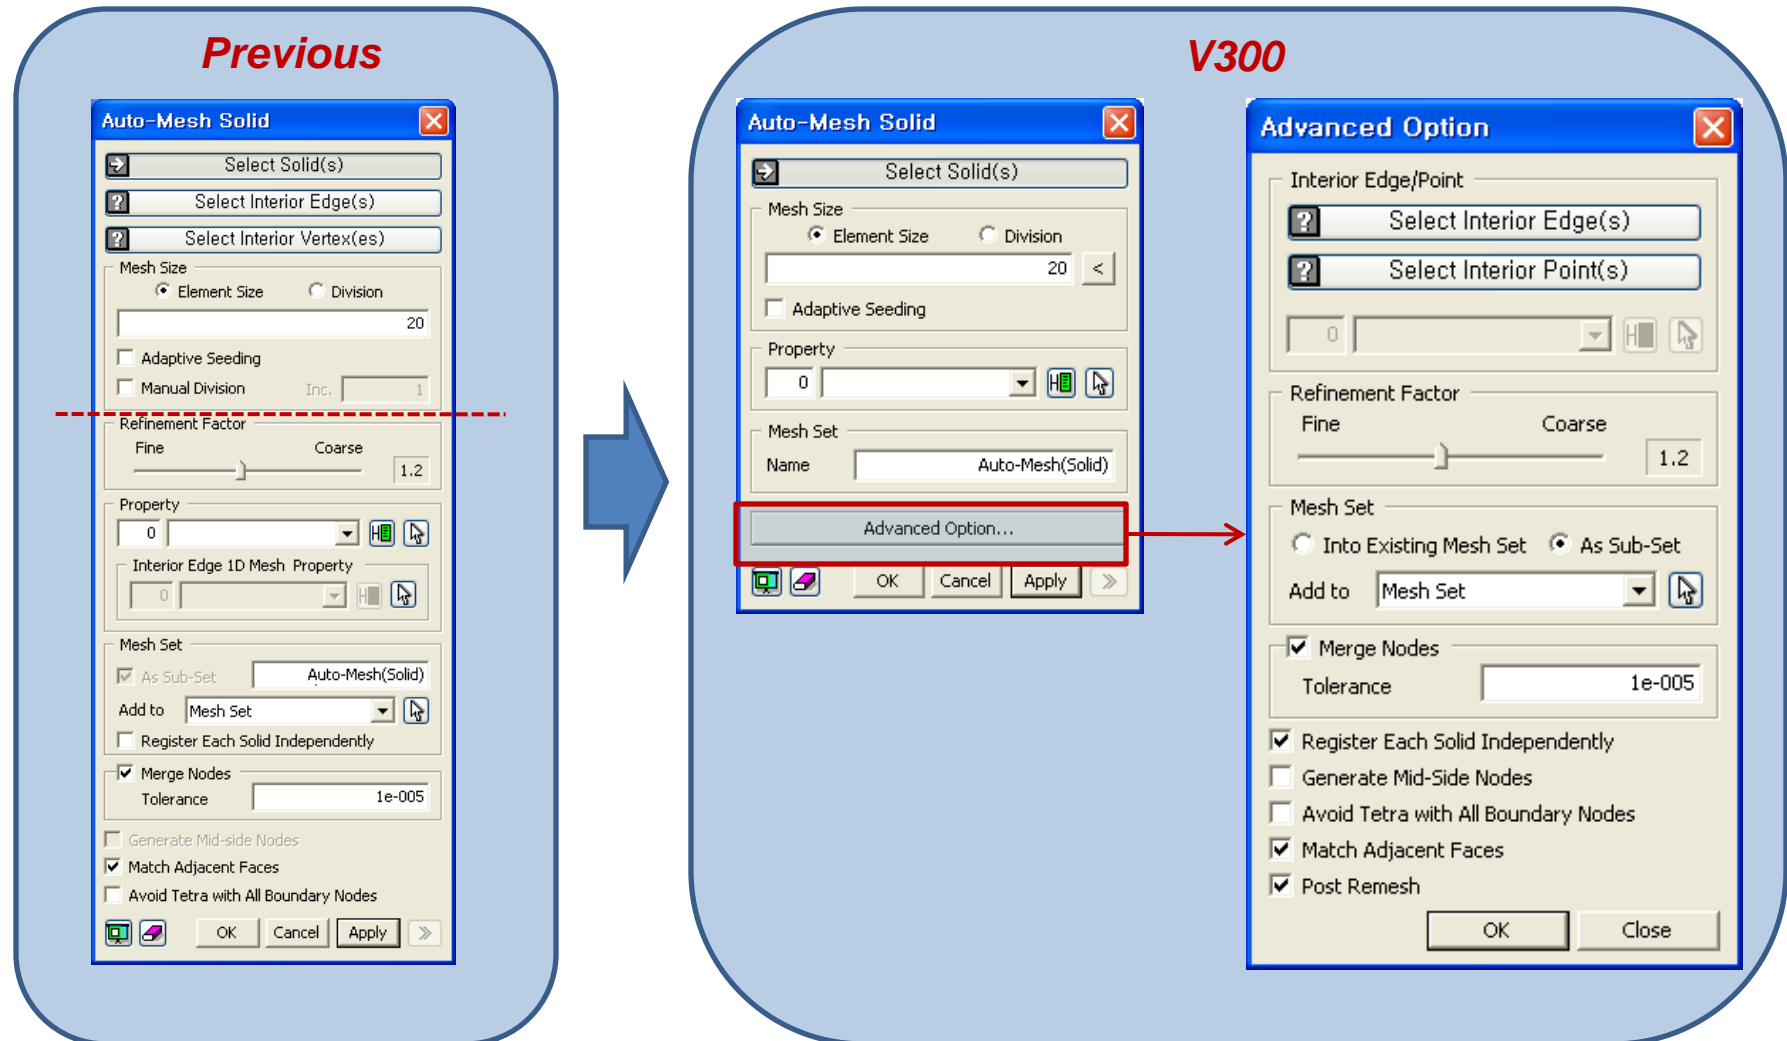 Previous
Auto-Mesh Solid
Select Solid(s)
Select Interior Edge(s)
Select Interior Vertex(es)
Mesh Size
Element Size Division
20
Adaptive Seeding
Manual Division Inc. 1
Refinement Factor
Fine Coarse
1.2
Property
0
Interior Edge 1D Mesh Property
0
Mesh Set
As Sub-Set Auto-Mesh(Solid)
Add to Mesh Set
Register Each Solid Independently
Merge Nodes
Tolerance 1e-005
Generate Mid-side Nodes
Match Adjacent Faces
Avoid Tetra with All Boundary Nodes
OK Cancel Apply >>
V300
Auto-Mesh Solid
Select Solid(s)
Mesh Size
Element Size Division
20 <
Adaptive Seeding
Property
0
Mesh Set
Name Auto-Mesh(Solid)
Advanced Option...
OK Cancel Apply >>
Advanced Option
Interior Edge/Point
Select Interior Edge(s)
Select Interior Point(s)
0
Refinement Factor
Fine Coarse
1.2
Mesh Set
Into Existing Mesh Set As Sub-Set
Add to Mesh Set
Merge Nodes
Tolerance 1e-005
Register Each Solid Independently
Generate Mid-Side Nodes
Avoid Tetra with All Boundary Nodes
Match Adjacent Faces
Post Remesh
OK Close